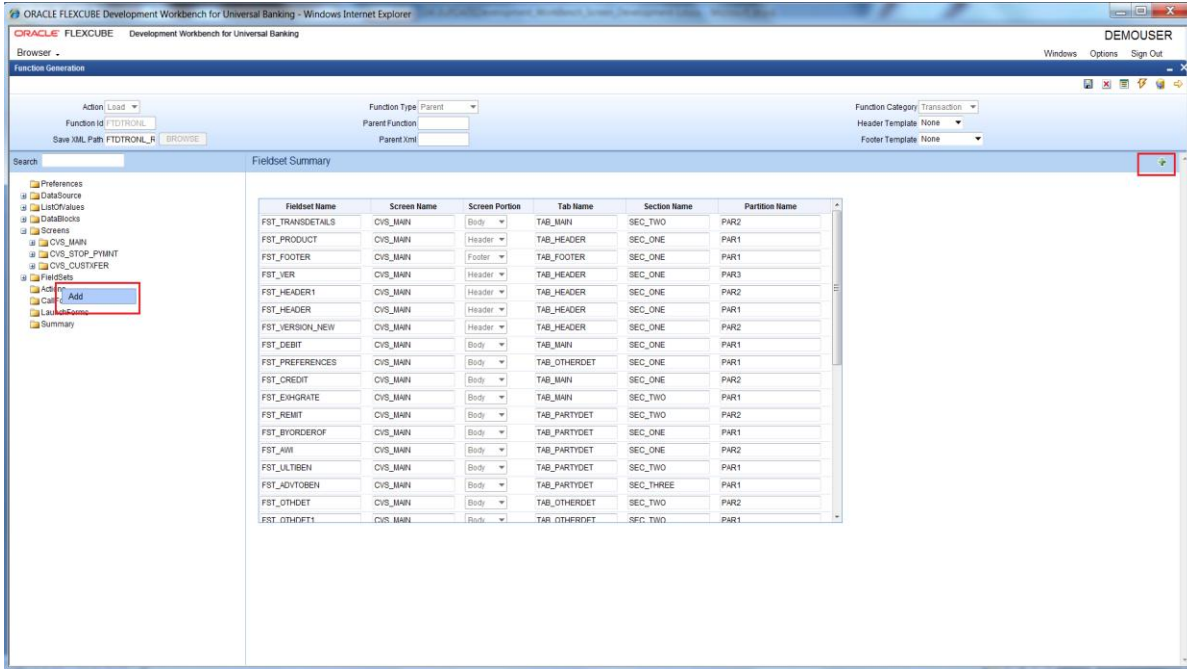 ORACLE FLEXCUBE Development Workbench for Universal Banking - Windows Internet Explorer
ORACLE FLEXCUBE Development Workbench for Universal Banking
DEMOUSER
Browser
Windows Options Sign Out
Function Generation
Action Load Function Type Parent Function Category Transaction
Function Id FTDTRONL Parent Function Header Template None
Save XML Path FTDTRONL_R BROWSE Parent Xml Footer Template None
Search Fieldset Summary
Preferences
DataSource
ListOfValues
DataBlocks
Screens
CVS_MAIN
CVS_STOP_PYMNT
CVS_CUSTXFER
FieldSets
Actions
Add
LaunchForms
Summary
Fieldset Name Screen Name Screen Portion Tab Name Section Name Partition Name
FST_TRANSDETAILS CVS_MAIN Body TAB_MAIN SEC_TWO PAR2
FST_PRODUCT CVS_MAIN Header TAB_HEADER SEC_ONE PAR1
FST_FOOTER CVS_MAIN Footer TAB_FOOTER SEC_ONE PAR1
FST_VER CVS_MAIN Header TAB_HEADER SEC_ONE PAR3
FST_HEADER1 CVS_MAIN Header TAB_HEADER SEC_ONE PAR2
FST_HEADER CVS_MAIN Header TAB_HEADER SEC_ONE PAR1
FST_VERSION_NEW CVS_MAIN Header TAB_HEADER SEC_ONE PAR2
FST_DEBIT CVS_MAIN Body TAB_MAIN SEC_ONE PAR1
FST_PREFERENCES CVS_MAIN Body TAB_OTHERDET SEC_ONE PAR1
FST_CREDIT CVS_MAIN Body TAB_MAIN SEC_ONE PAR2
FST_EXHGRATE CVS_MAIN Body TAB_MAIN SEC_TWO PAR1
FST_REMIT CVS_MAIN Body TAB_PARTYDET SEC_TWO PAR2
FST_BYORDEROF CVS_MAIN Body TAB_PARTYDET SEC_ONE PAR1
FST_AWI CVS_MAIN Body TAB_PARTYDET SEC_ONE PAR2
FST_ULTIBEN CVS_MAIN Body TAB_PARTYDET SEC_TWO PAR1
FST_ADVTOBEN CVS_MAIN Body TAB_PARTYDET SEC_THREE PAR1
FST_OTHDET CVS_MAIN Body TAB_OTHERDET SEC_TWO PAR2
FST_OTHDET1 CVS_MAIN Body TAB_OTHERDET SEC_TWO PAR1